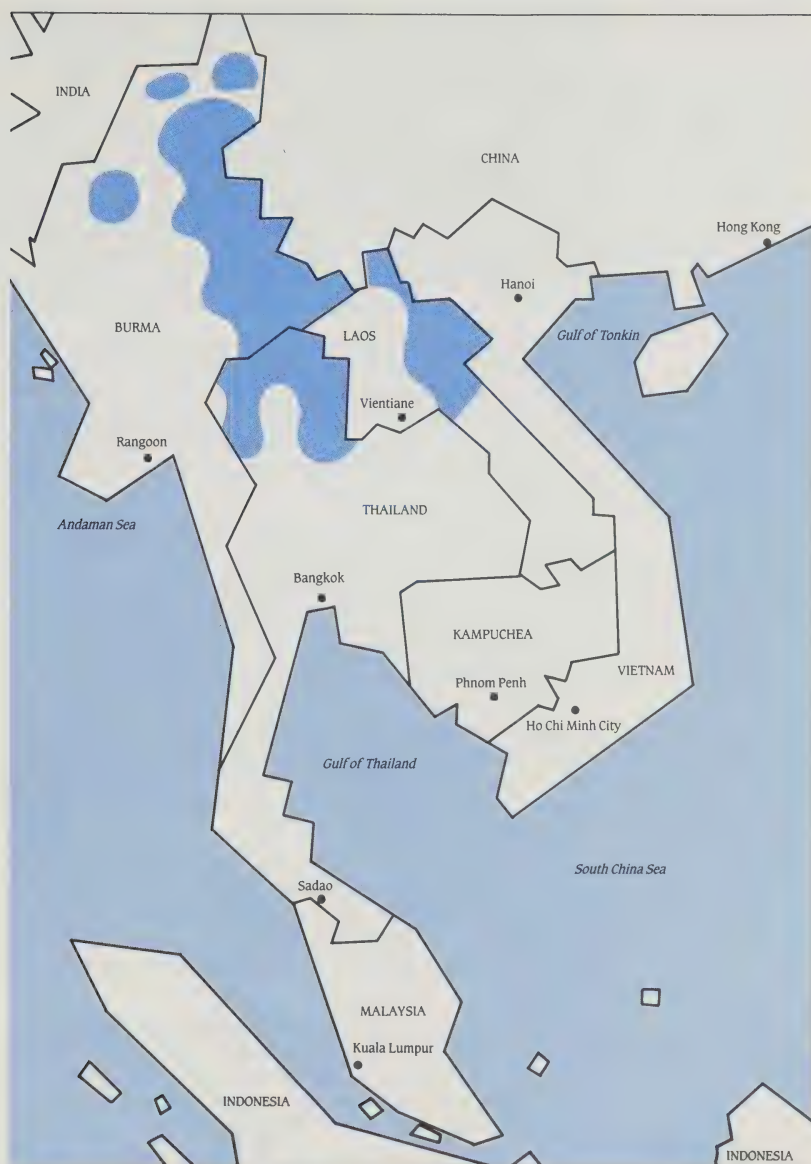 INDIA
CHINA
Hong Kong
Hanoi
BURMA
LAOS
Gulf of Tonkin
Vientiane
Rangoon
THAILAND
Andaman Sea
Bangkok
KAMPUCHEA
VIETNAM
Phnom Penh
Ho Chi Minh City
Gulf of Thailand
South China Sea
Sadao
MALAYSIA
Kuala Lumpur
INDONESIA
INDONESIA